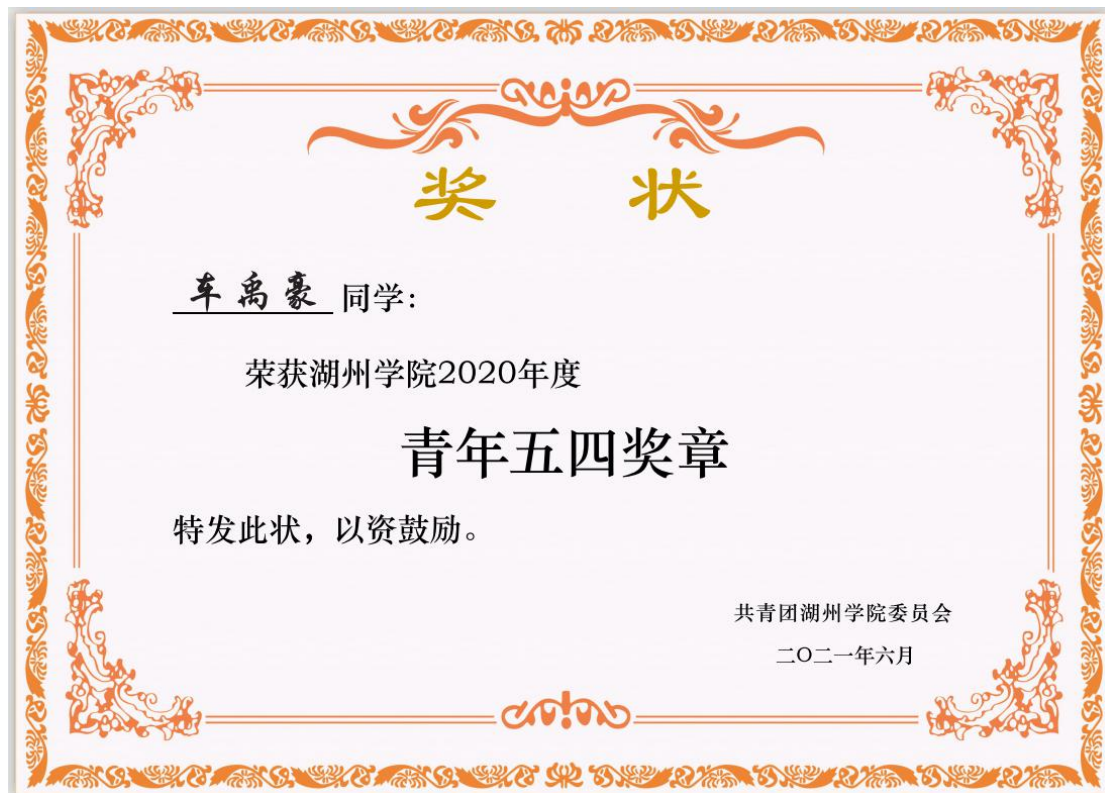 奖 状
车禹豪 同学:
荣获湖州学院2020年度
青年五四奖章
特发此状，以资鼓励。
共青团湖州学院委员会
二〇二一年六月